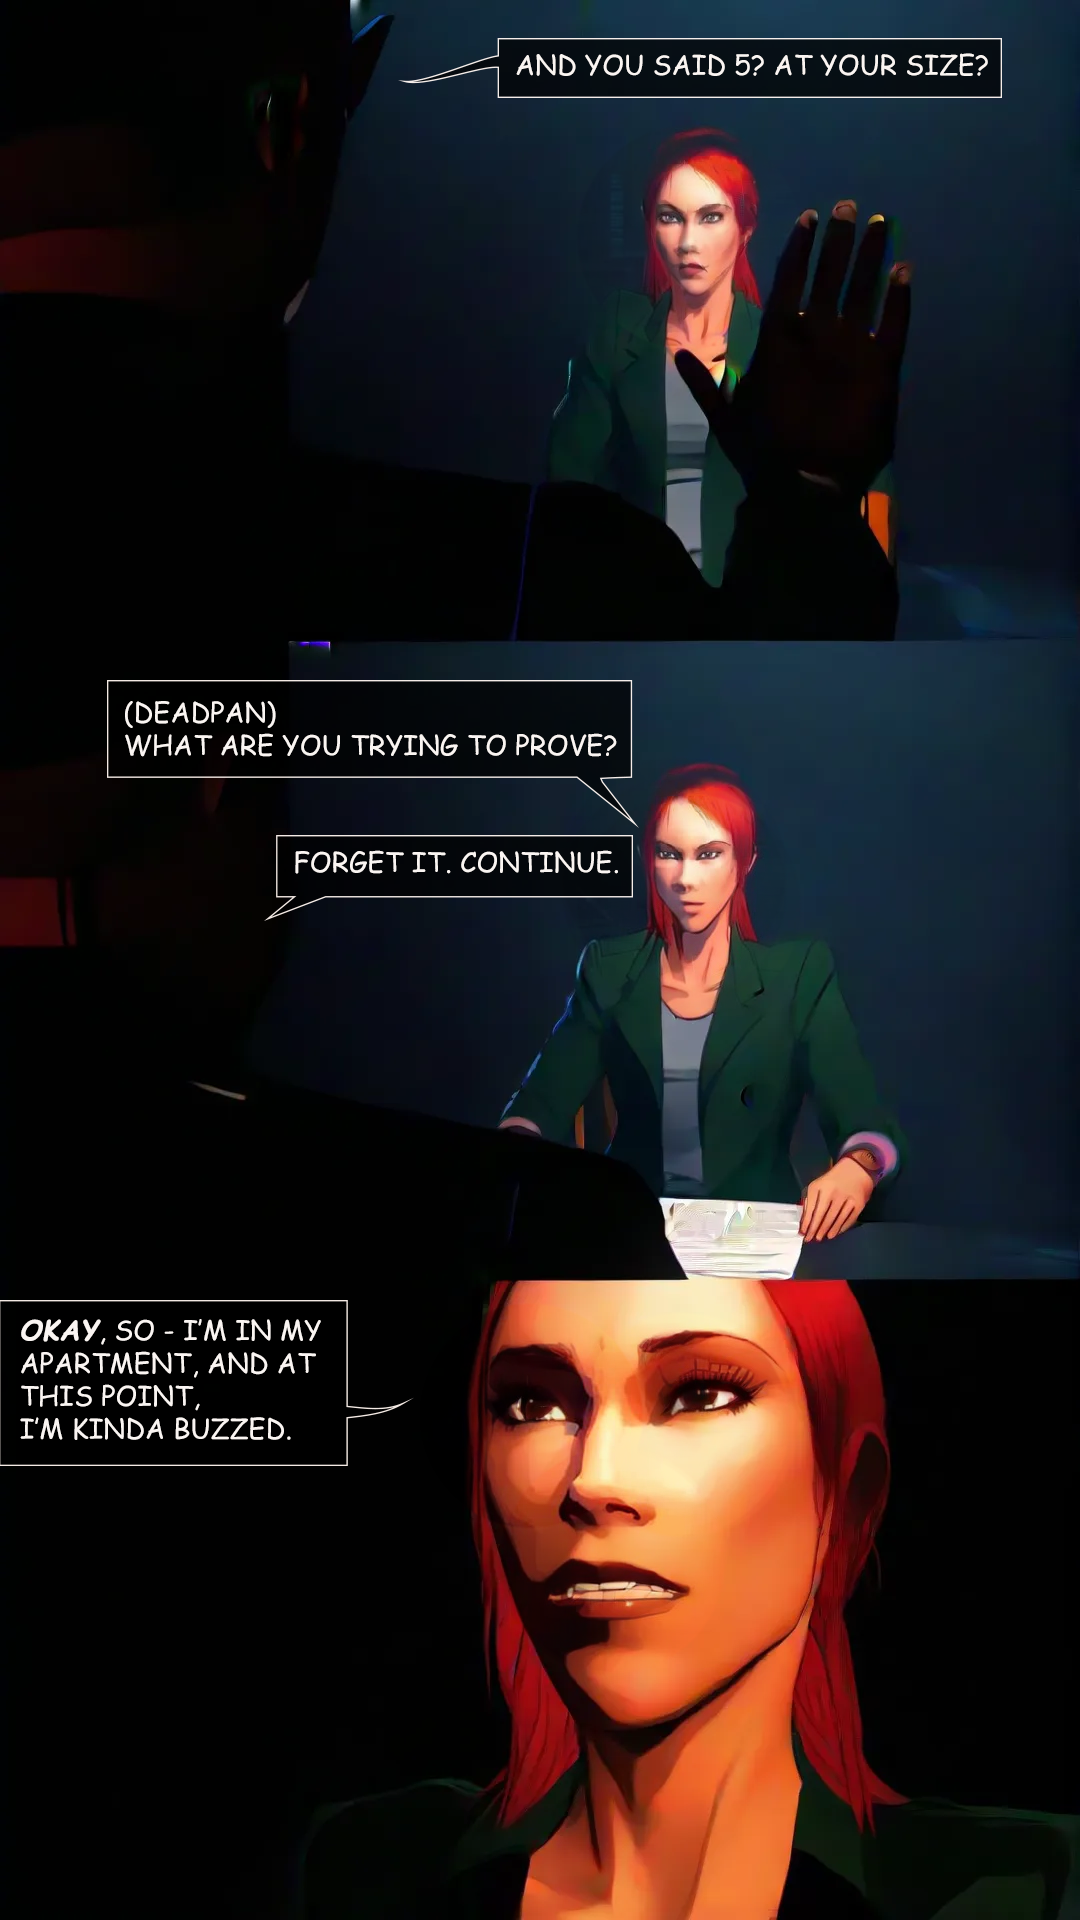 AND YOU SAID 5? AT YOUR SIZE?
(DEADPAN)
WHAT ARE YOU TRYING TO PROVE?
FORGET IT. CONTINUE.
OKAY, SO - I'M IN MY
APARTMENT, AND AT
THIS POINT,
I'M KINDA BUZZED.